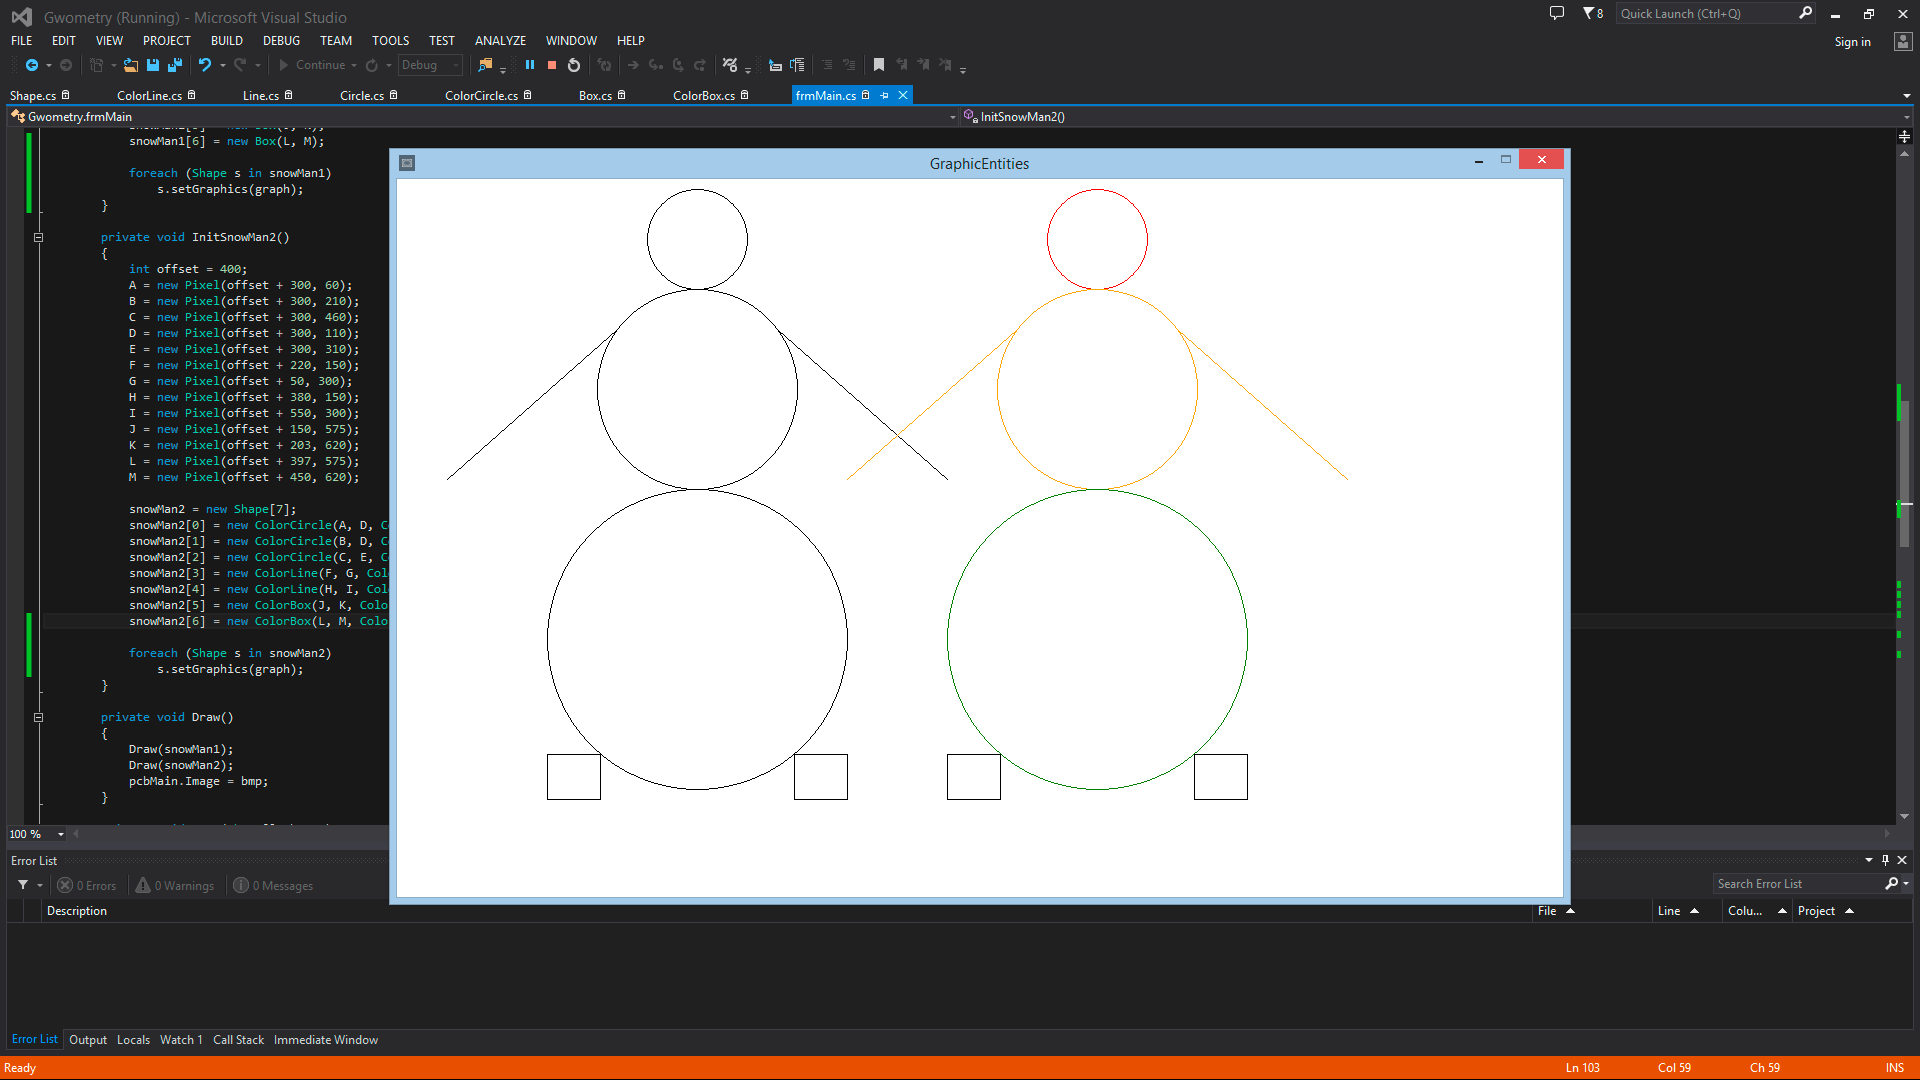 Gwometry (Running) - Microsoft Visual Studio
8
Quick Launch (Ctrl+Q)
FILE EDIT VIEW PROJECT BUILD DEBUG TEAM TOOLS TEST ANALYZE WINDOW HELP
Sign in
Continue
Debug
Shape.cs ColorLine.cs Line.cs Circle.cs ColorCircle.cs Box.cs ColorBox.cs frmMain.cs
Gwometry.frmMain
InitSnowMan2()
snowMan1[6] = new Box(L, M);
foreach (Shape s in snowMan1)
s.setGraphics(graph);
}
private void InitSnowMan2()
{
int offset = 400;
A = new Pixel(offset + 300, 60);
B = new Pixel(offset + 300, 210);
C = new Pixel(offset + 300, 460);
D = new Pixel(offset + 300, 110);
E = new Pixel(offset + 300, 310);
F = new Pixel(offset + 220, 150);
G = new Pixel(offset + 50, 300);
H = new Pixel(offset + 380, 150);
I = new Pixel(offset + 550, 300);
J = new Pixel(offset + 150, 575);
K = new Pixel(offset + 203, 620);
L = new Pixel(offset + 397, 575);
M = new Pixel(offset + 450, 620);
snowMan2 = new Shape[7];
snowMan2[0] = new ColorCircle(A, D, C
snowMan2[1] = new ColorCircle(B, D, C
snowMan2[2] = new ColorCircle(C, E, C
snowMan2[3] = new ColorLine(F, G, Col
snowMan2[4] = new ColorLine(H, I, Col
snowMan2[5] = new ColorBox(J, K, Colo
snowMan2[6] = new ColorBox(L, M, Colo
foreach (Shape s in snowMan2)
s.setGraphics(graph);
}
private void Draw()
{
Draw(snowMan1);
Draw(snowMan2);
pcbMain.Image = bmp;
}
GraphicEntities
100 %
Error List
0 Errors 0 Warnings 0 Messages
Search Error List
Description File Line Colu... Project
Error List Output Locals Watch 1 Call Stack Immediate Window
Ready Ln 103 Col 59 Ch 59 INS